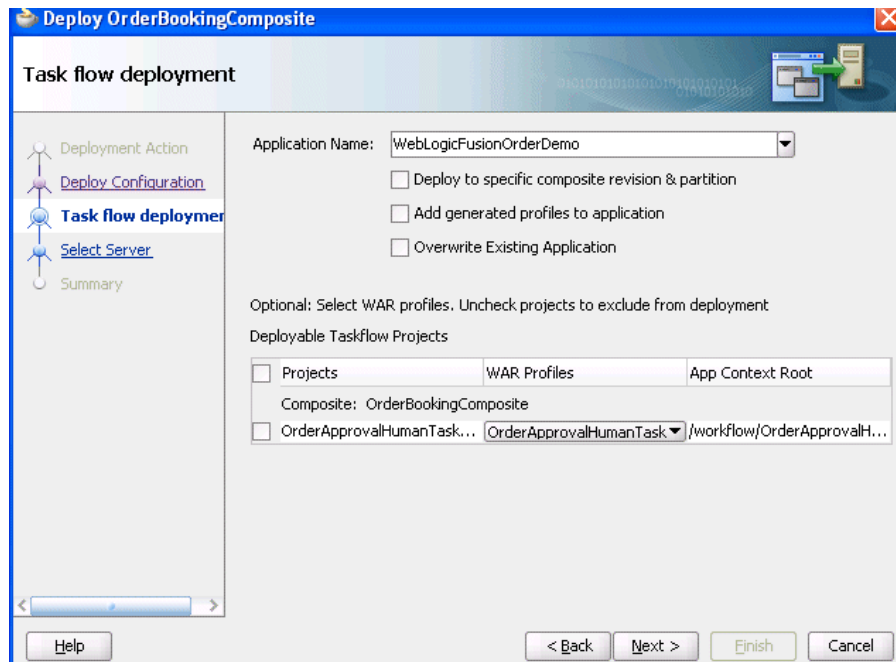 Deploy OrderBookingComposite
Task flow deployment
Deployment Action
Deploy Configuration
Task flow deploymer
Select Server
Summary
Application Name: WebLogicFusionOrderDemo
Deploy to specific composite revision & partition
Add generated profiles to application
Overwrite Existing Application
Optional: Select WAR profiles. Uncheck projects to exclude from deployment
Deployable Taskflow Projects
Projects WAR Profiles App Context Root
Composite: OrderBookingComposite
OrderApprovalHumanTask... OrderApprovalHumanTask /workflow/OrderApprovalH...
Help < Back Next > Finish Cancel